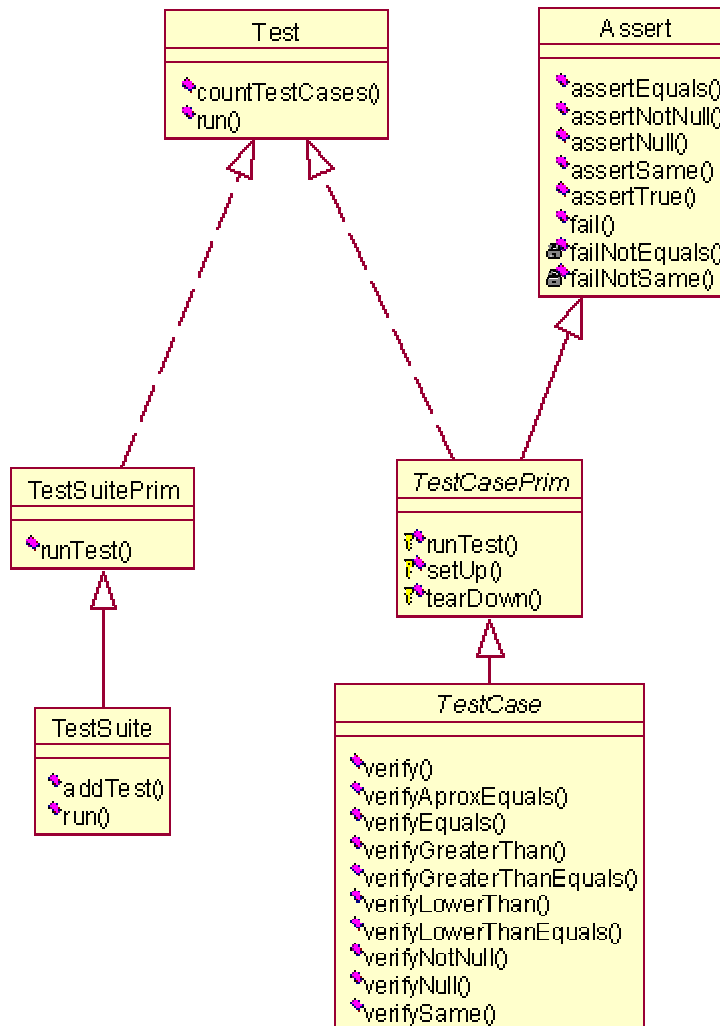 Test
countTestCases()
run()
Assert
assertEquals()
assertNotNull()
assertNull()
assertSame()
assertTrue()
fail()
failNotEquals()
failNotSame()
TestSuitePrim
runTest()
TestCasePrim
runTest()
setUp()
tearDown()
TestSuite
addTest()
run()
TestCase
verify()
verifyAproxEquals()
verifyEquals()
verifyGreaterThan()
verifyGreaterThanEquals()
verifyLowerThan()
verifyLowerThanEquals()
verifyNotNull()
verifyNull()
verifySame()